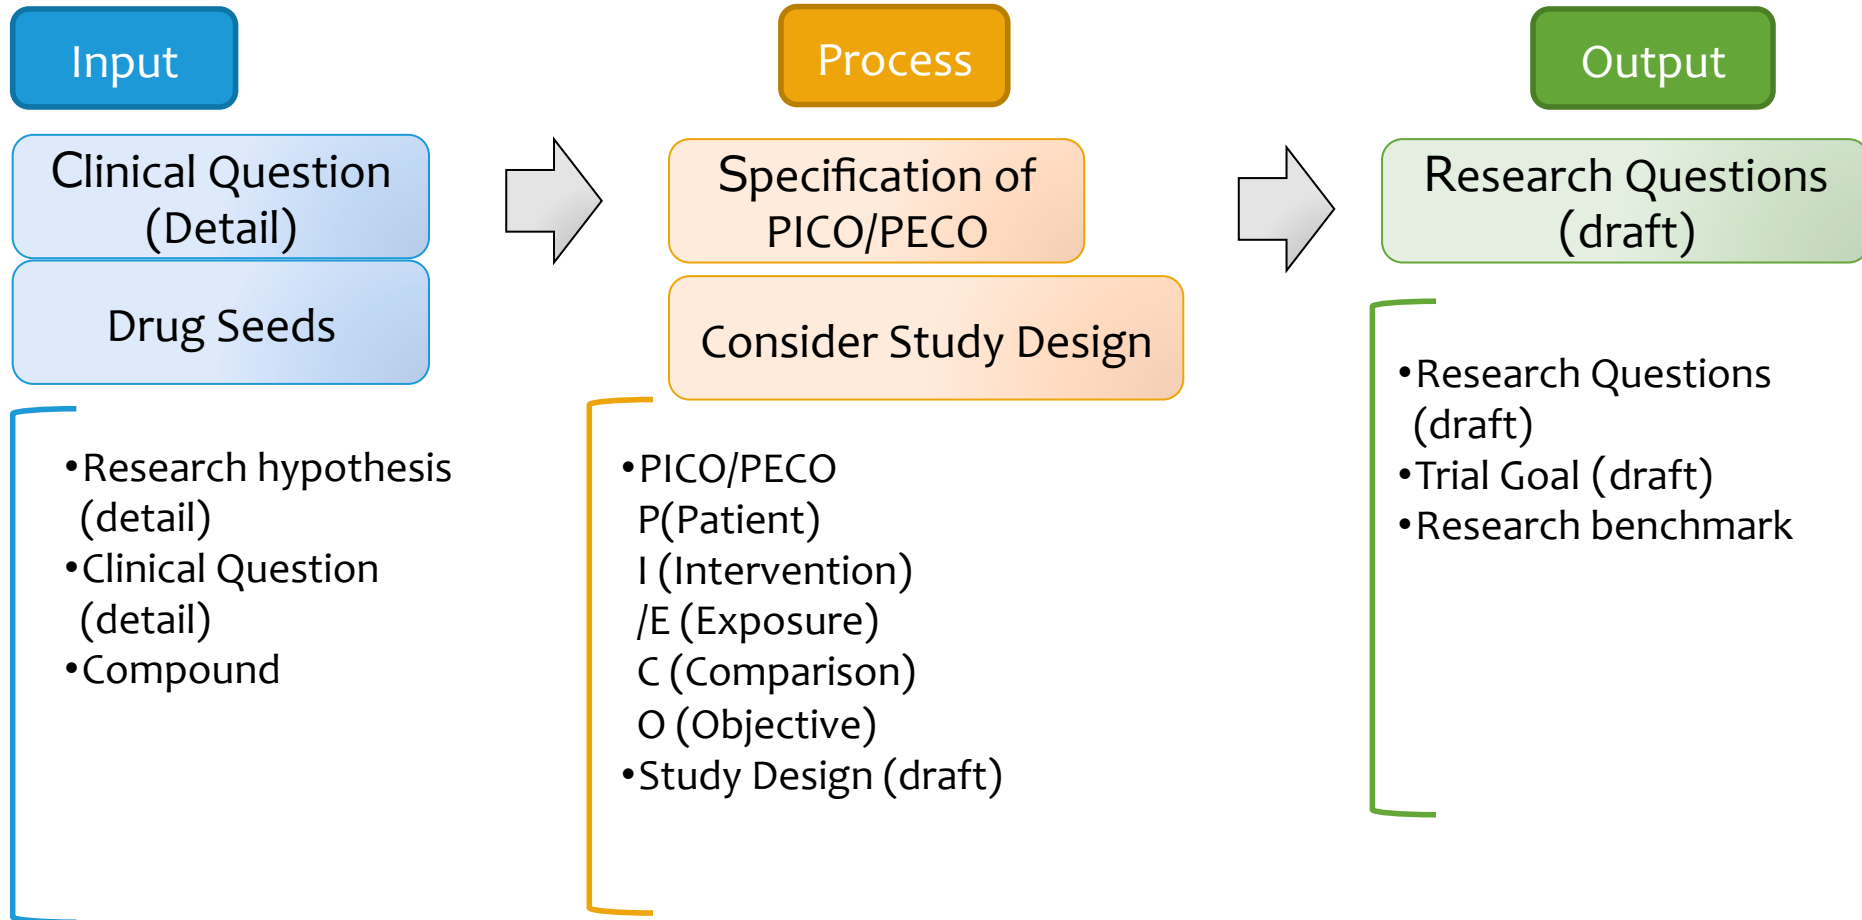 Input
Clinical Question
(Detail)
Drug Seeds
•Research hypothesis
(detail)
•Clinical Question
(detail)
•Compound
Process
Specification of
PICO/PECO
Consider Study Design
•PICO/PECO
P(Patient)
I (Intervention)
/E (Exposure)
C (Comparison)
O (Objective)
•Study Design (draft)
Output
Research Questions
(draft)
•Research Questions
(draft)
•Trial Goal (draft)
•Research benchmark